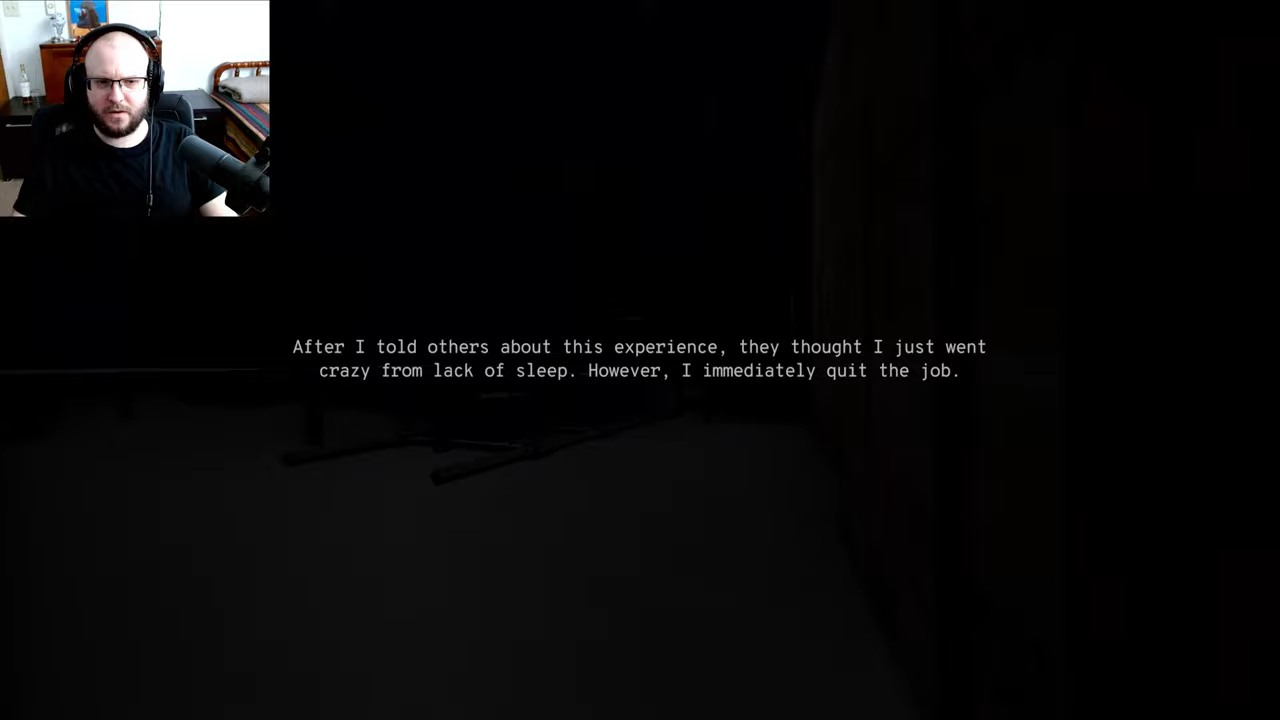 After I told others about this experience, they thought I just went
crazy from lack of sleep. However, I immediately quit the job.